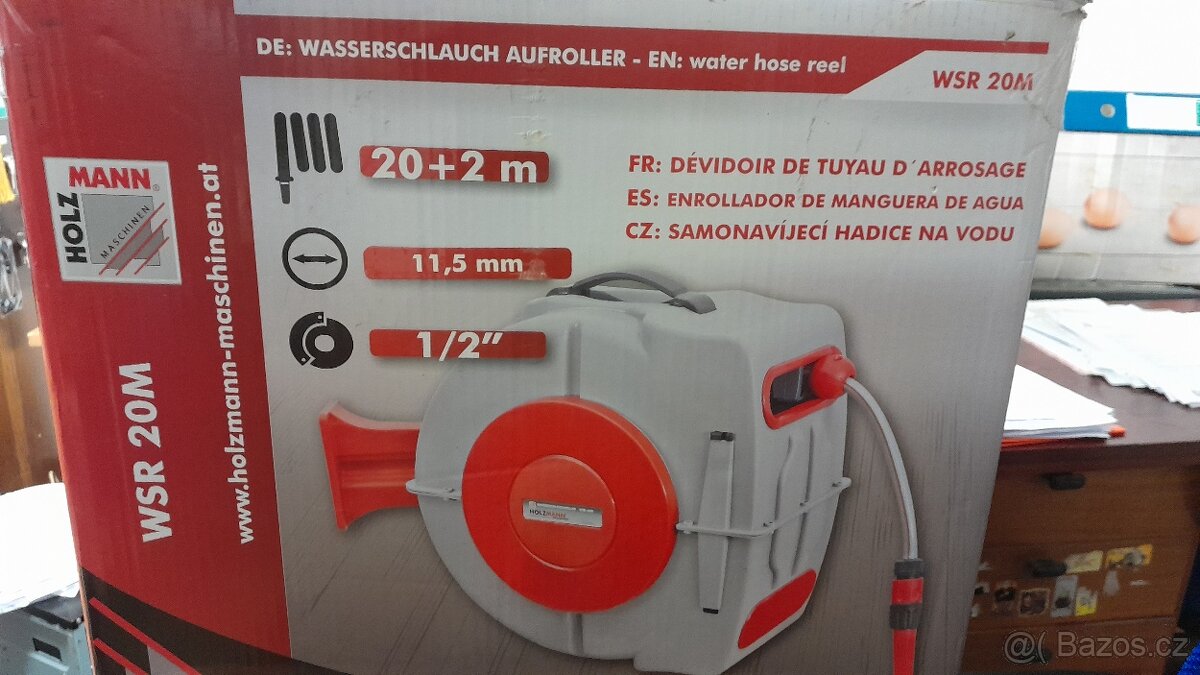 DE: WASSERSCHLAUCH AUFROLLER - EN: water hose reel
WSR 20M
20+2 m
11,5 mm
1/2”
FR: DÉVIDOIR DE TUYAU D´ARROSAGE
ES: ENROLLADOR DE MANGUERA DE AGUA
CZ: SAMONAVÍJECÍ HADICE NA VODU
HOLZ
MANN®
MASCHINEN
WSR 20M
www.holzmann-maschinen.at
HOLZMANN
@( Bazos.cz